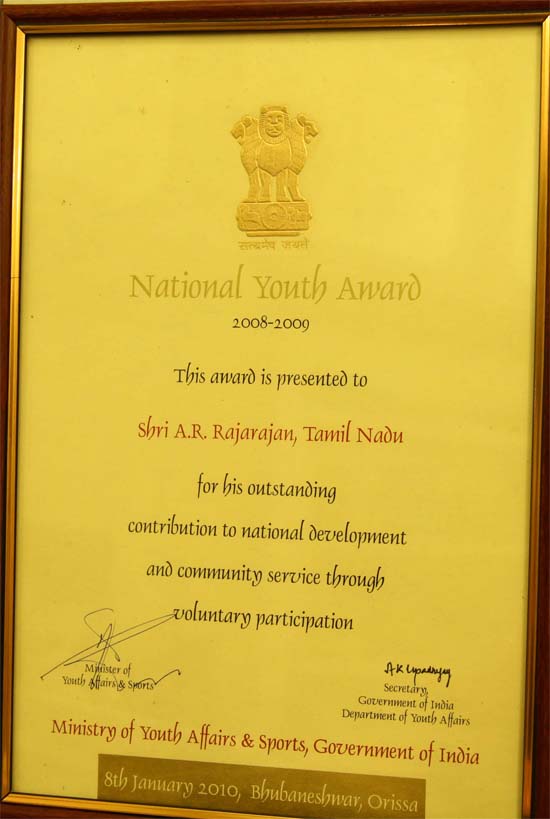 सत्यमेव जयते
National Youth Award
2008-2009
This award is presented to
Shri A.R. Rajarajan, Tamil Nadu
for his outstanding
contribution to national development
and community service through
voluntary participation
Minister of
Youth Affairs & Sports
A K Upadhyay
Secretary,
Government of India
Department of Youth Affairs
Ministry of Youth Affairs & Sports, Government of India
8th January 2010, Bhubaneshwar, Orissa